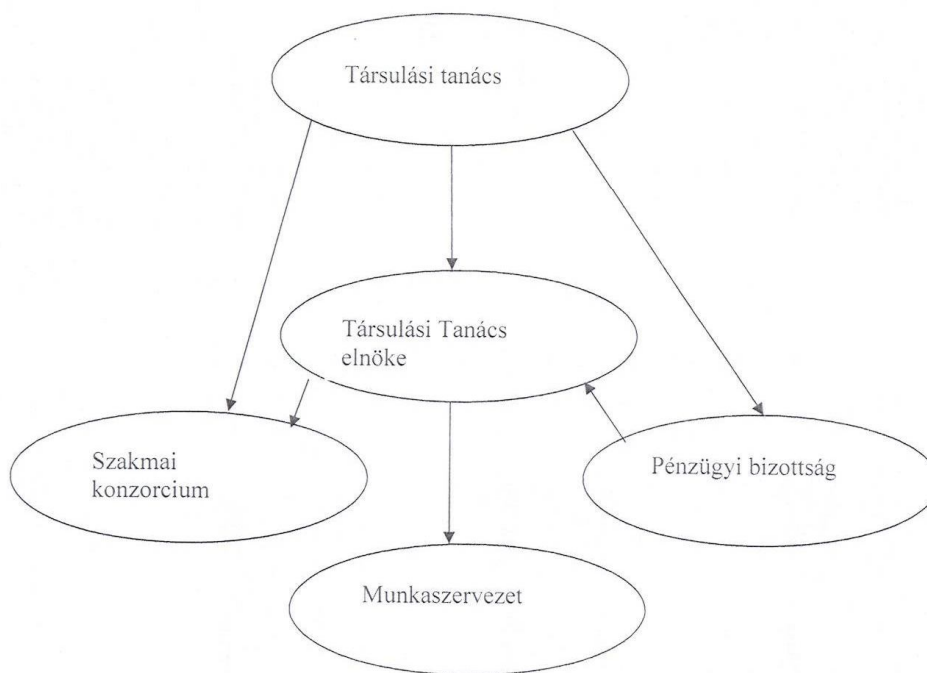 Társulási tanács
Társulási Tanács
elnöke
Szakmai
konzorcium
Pénzügyi bizottság
Munkaszervezet